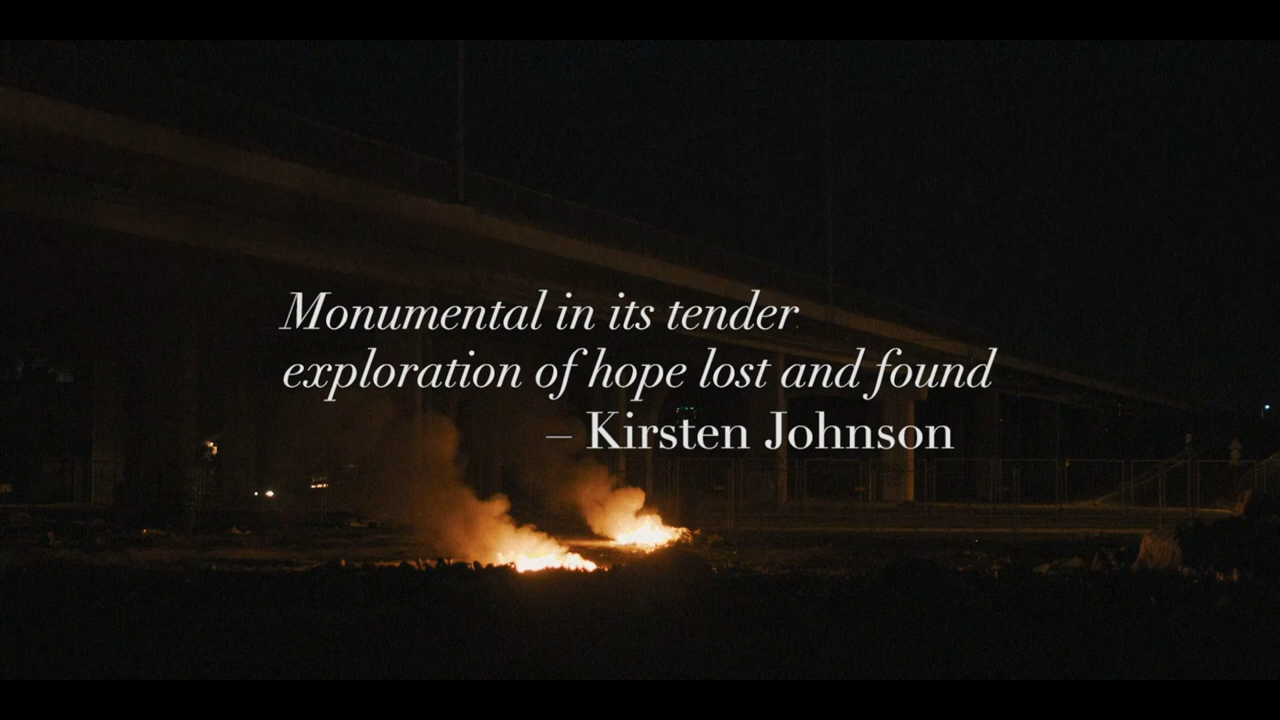 Monumental in its tender
exploration of hope lost and found
– Kirsten Johnson